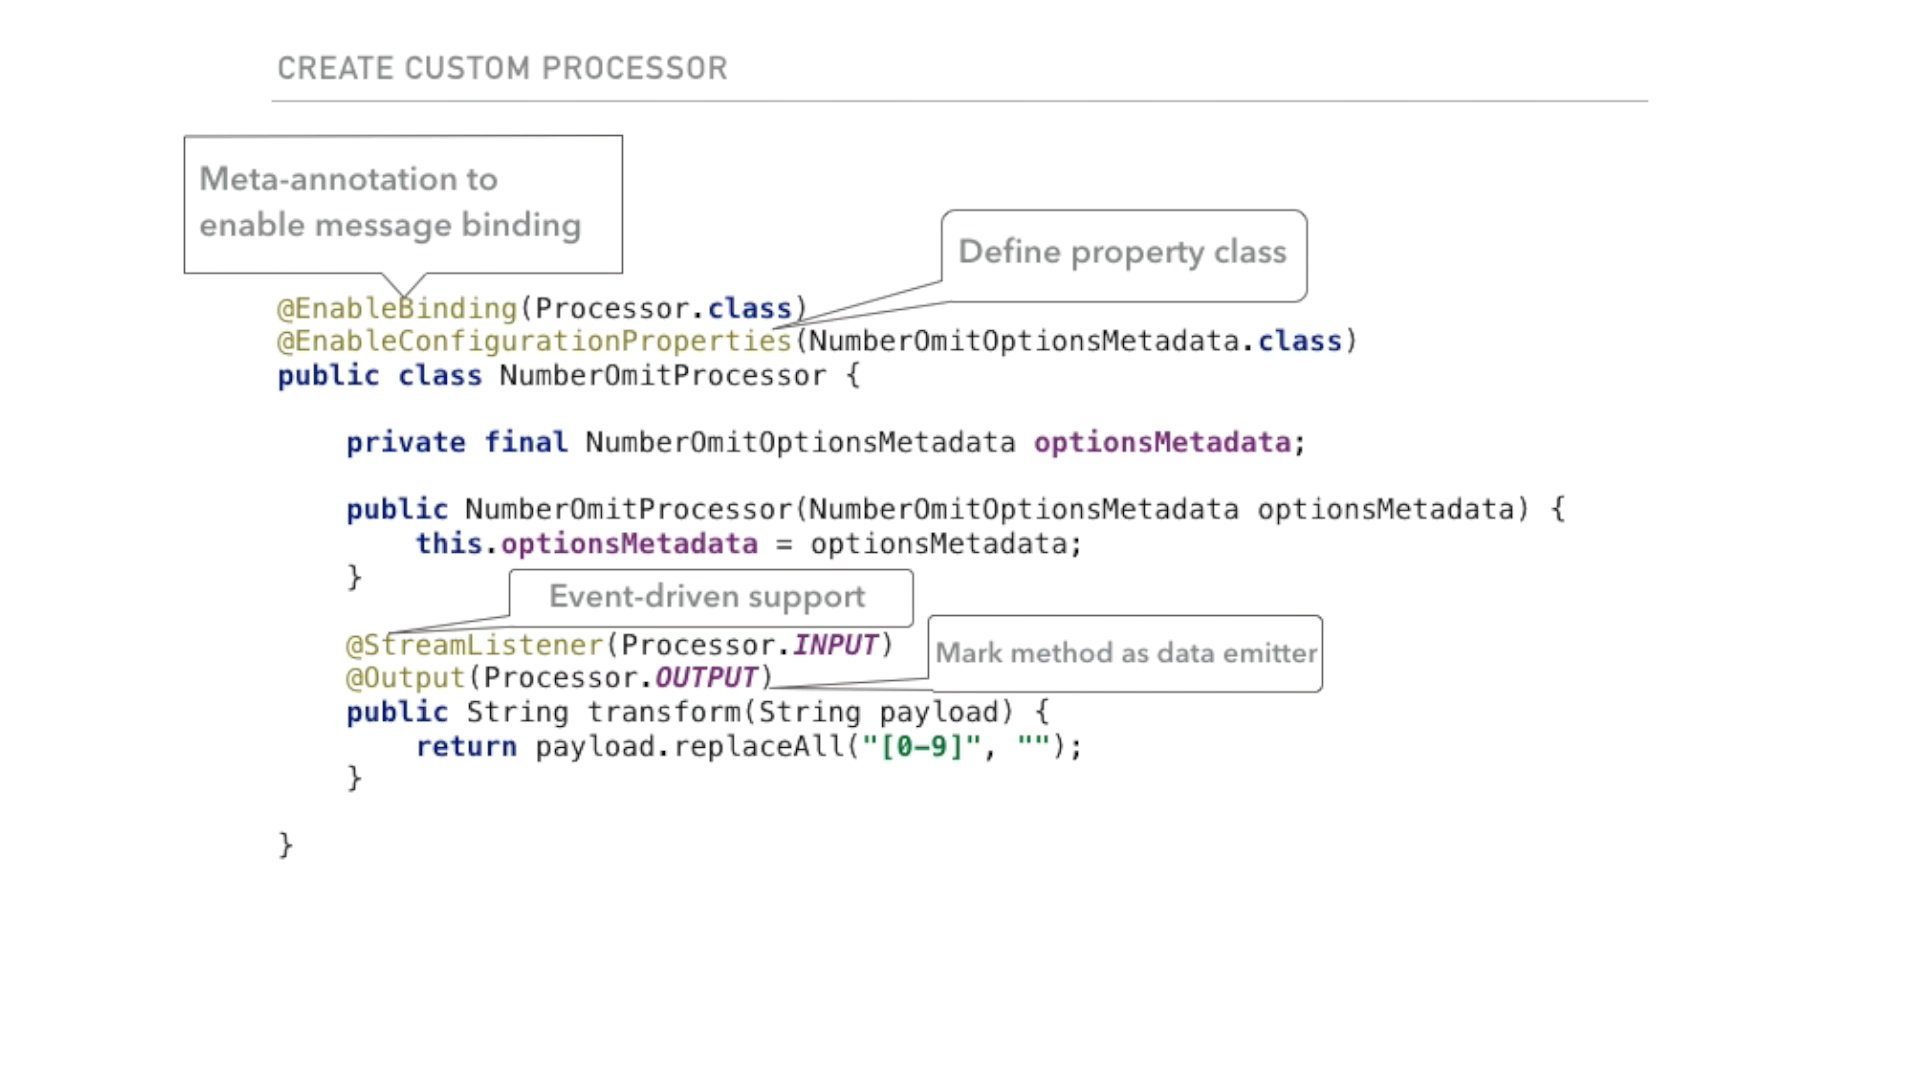 CREATE CUSTOM PROCESSOR
Meta-annotation to
enable message binding
Define property class
@EnableBinding(Processor.class)
@EnableConfigurationProperties(NumberOmitOptionsMetadata.class)
public class NumberOmitProcessor {
private final NumberOmitOptionsMetadata optionsMetadata;
public NumberOmitProcessor(NumberOmitOptionsMetadata optionsMetadata) {
this.optionsMetadata = optionsMetadata;
}
Event-driven support
@StreamListener(Processor.INPUT)
Mark method as data emitter
@Output(Processor.OUTPUT)
public String transform(String payload) {
return payload.replaceAll("[0-9]", "");
}
}